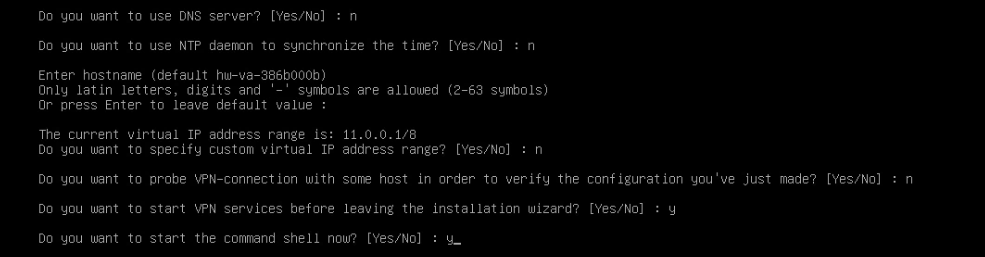 Do you want to use DNS server? [Yes/No] : n
Do you want to use NTP daemon to synchronize the time? [Yes/No] : n
Enter hostname (default hw-va-386b000b)
Only latin letters, digits and '-' symbols are allowed (2-63 symbols)
Or press Enter to leave default value :
The current virtual IP address range is: 11.0.0.1/8
Do you want to specify custom virtual IP address range? [Yes/No] : n
Do you want to probe VPN-connection with some host in order to verify the configuration you've just made? [Yes/No] : n
Do you want to start VPN services before leaving the installation wizard? [Yes/No] : y
Do you want to start the command shell now? [Yes/No] : y_